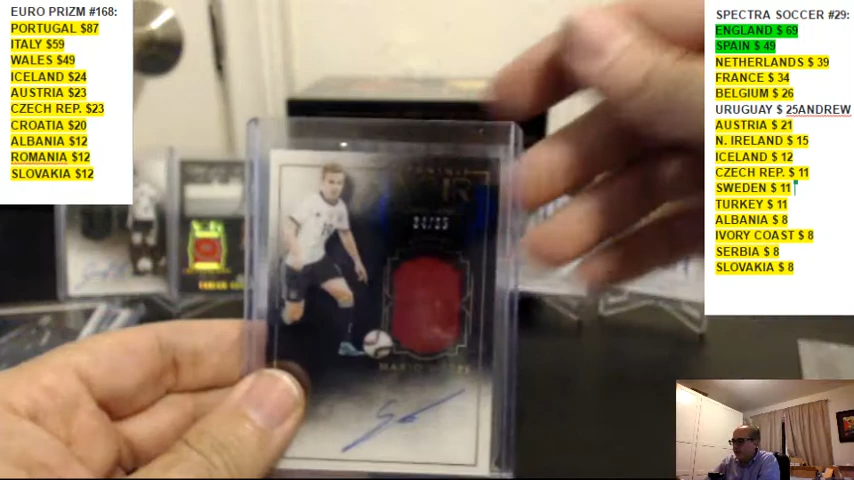 EURO PRIZM #168:
PORTUGAL $87
ITALY $59
WALES $49
ICELAND $24
AUSTRIA $23
CZECH REP. $23
CROATIA $20
ALBANIA $12
ROMANIA $12
SLOVAKIA $12
SPECTRA SOCCER #29:
ENGLAND $ 69
SPAIN $ 49
NETHERLANDS $ 39
FRANCE $ 34
BELGIUM $ 26
URUGUAY $ 25ANDREW
AUSTRIA $ 21
N. IRELAND $ 15
ICELAND $ 12
CZECH REP. $ 11
SWEDEN $ 11
TURKEY $ 11
ALBANIA $ 8
IVORY COAST $ 8
SERBIA $ 8
SLOVAKIA $ 8
MARIO